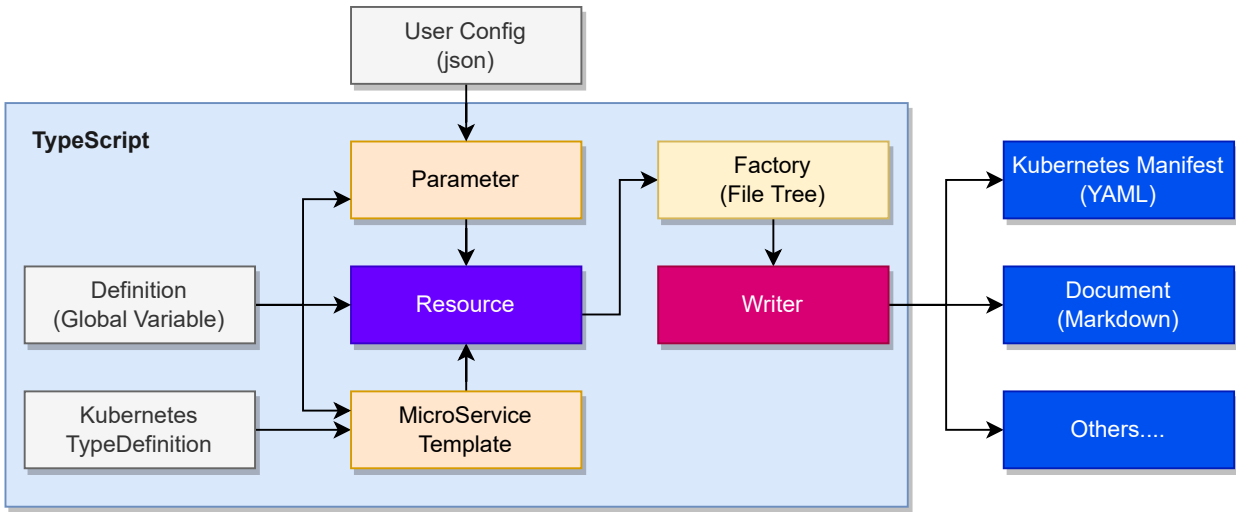 User Config
(json)
TypeScript
Parameter
Factory
(File Tree)
Kubernetes Manifest
(YAML)
Definition
(Global Variable)
Resource
Writer
Document
(Markdown)
Kubernetes
TypeDefinition
MicroService
Template
Others....